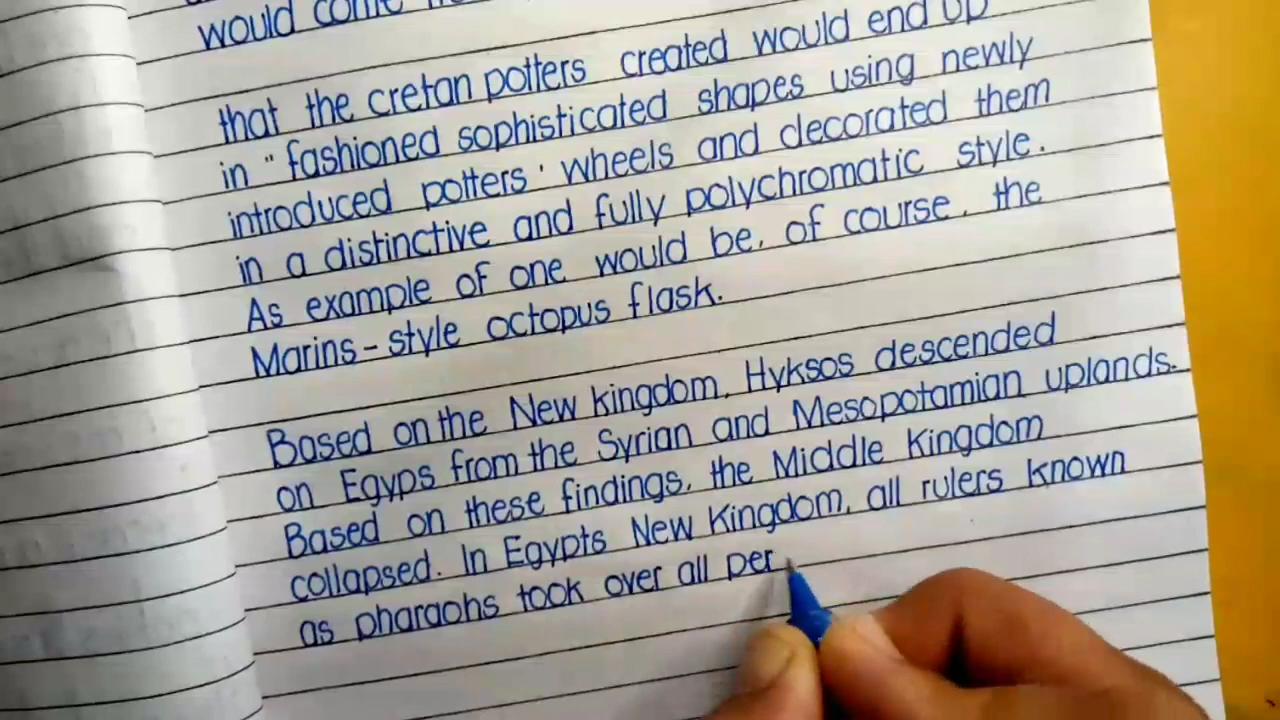 would come
that the cretan potters created would end up
in " fashioned sophisticated shapes using newly
introduced potters' wheels and decorated them
in a distinctive and fully polychromatic style.
As example of one would be, of course, the
Marins-style octopus flask.
Based on the New kingdom, Hyksos descended
on Egyps from the Syrian and Mesopotamian uplands.
Based on these findings, the Middle Kingdom
collapsed. In Egypts New Kingdom, all rulers known
as pharaohs took over all per